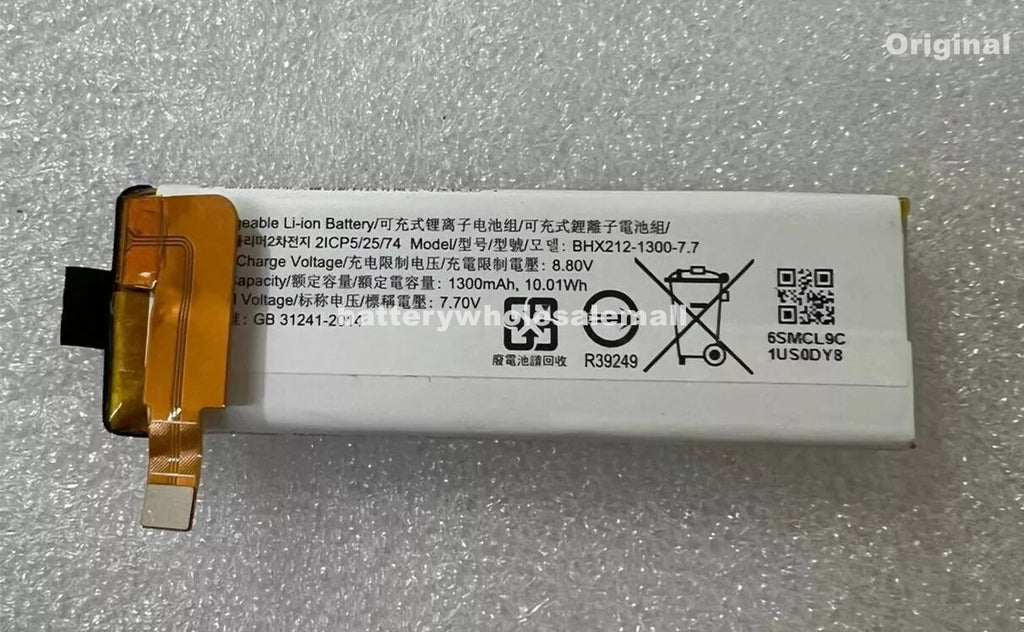 Original
geable Li-ion Battery/可充式锂离子电池组/可充式鋰離子電池組/
폴리머2차전지 2ICP5/25/74 Model/型号/型號/모델: BHX212-1300-7.7
Charge Voltage/充电限制电压/充電限制電壓: 8.80V
apacity/额定容量/額定電容量: 1300mAh, 10.01Wh
l Voltage/标称电压/標稱電壓: 7.70V
: GB 31241-2014
batterywholesalemall
廢電池請回收
R39249
6SMCL9C
1US0DY8